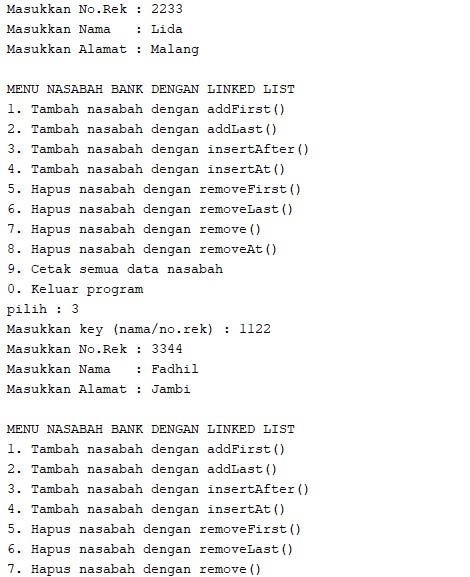 Masukkan No.Rek : 2233
Masukkan Nama   : Lida
Masukkan Alamat : Malang

MENU NASABAH BANK DENGAN LINKED LIST
1. Tambah nasabah dengan addFirst()
2. Tambah nasabah dengan addLast()
3. Tambah nasabah dengan insertAfter()
4. Tambah nasabah dengan insertAt()
5. Hapus nasabah dengan removeFirst()
6. Hapus nasabah dengan removeLast()
7. Hapus nasabah dengan remove()
8. Hapus nasabah dengan removeAt()
9. Cetak semua data nasabah
0. Keluar program
pilih : 3
Masukkan key (nama/no.rek) : 1122
Masukkan No.Rek : 3344
Masukkan Nama   : Fadhil
Masukkan Alamat : Jambi

MENU NASABAH BANK DENGAN LINKED LIST
1. Tambah nasabah dengan addFirst()
2. Tambah nasabah dengan addLast()
3. Tambah nasabah dengan insertAfter()
4. Tambah nasabah dengan insertAt()
5. Hapus nasabah dengan removeFirst()
6. Hapus nasabah dengan removeLast()
7. Hapus nasabah dengan remove()